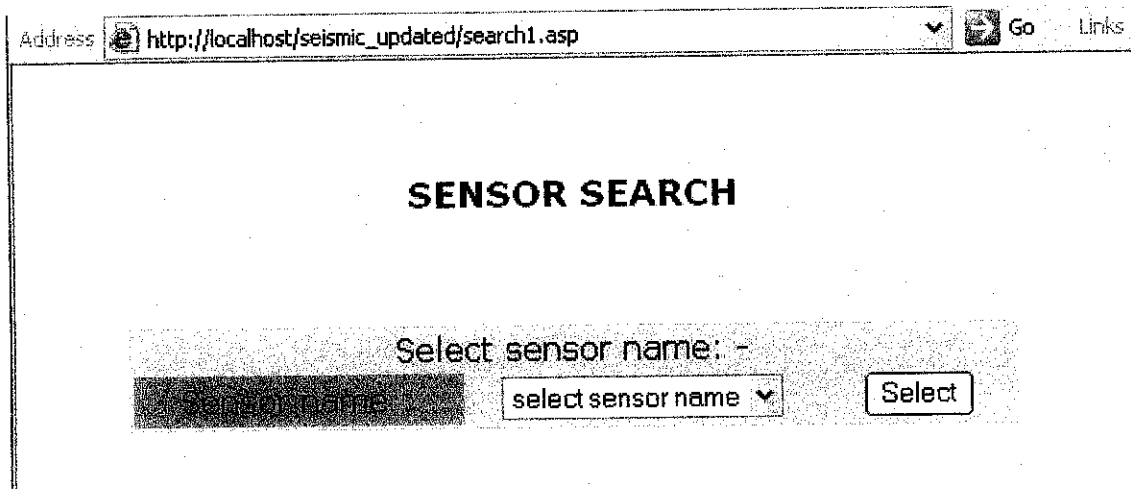 Address http://localhost/seismic_updated/search1.asp Go Links
SENSOR SEARCH
Select sensor name: -
Sensor name select sensor name Select